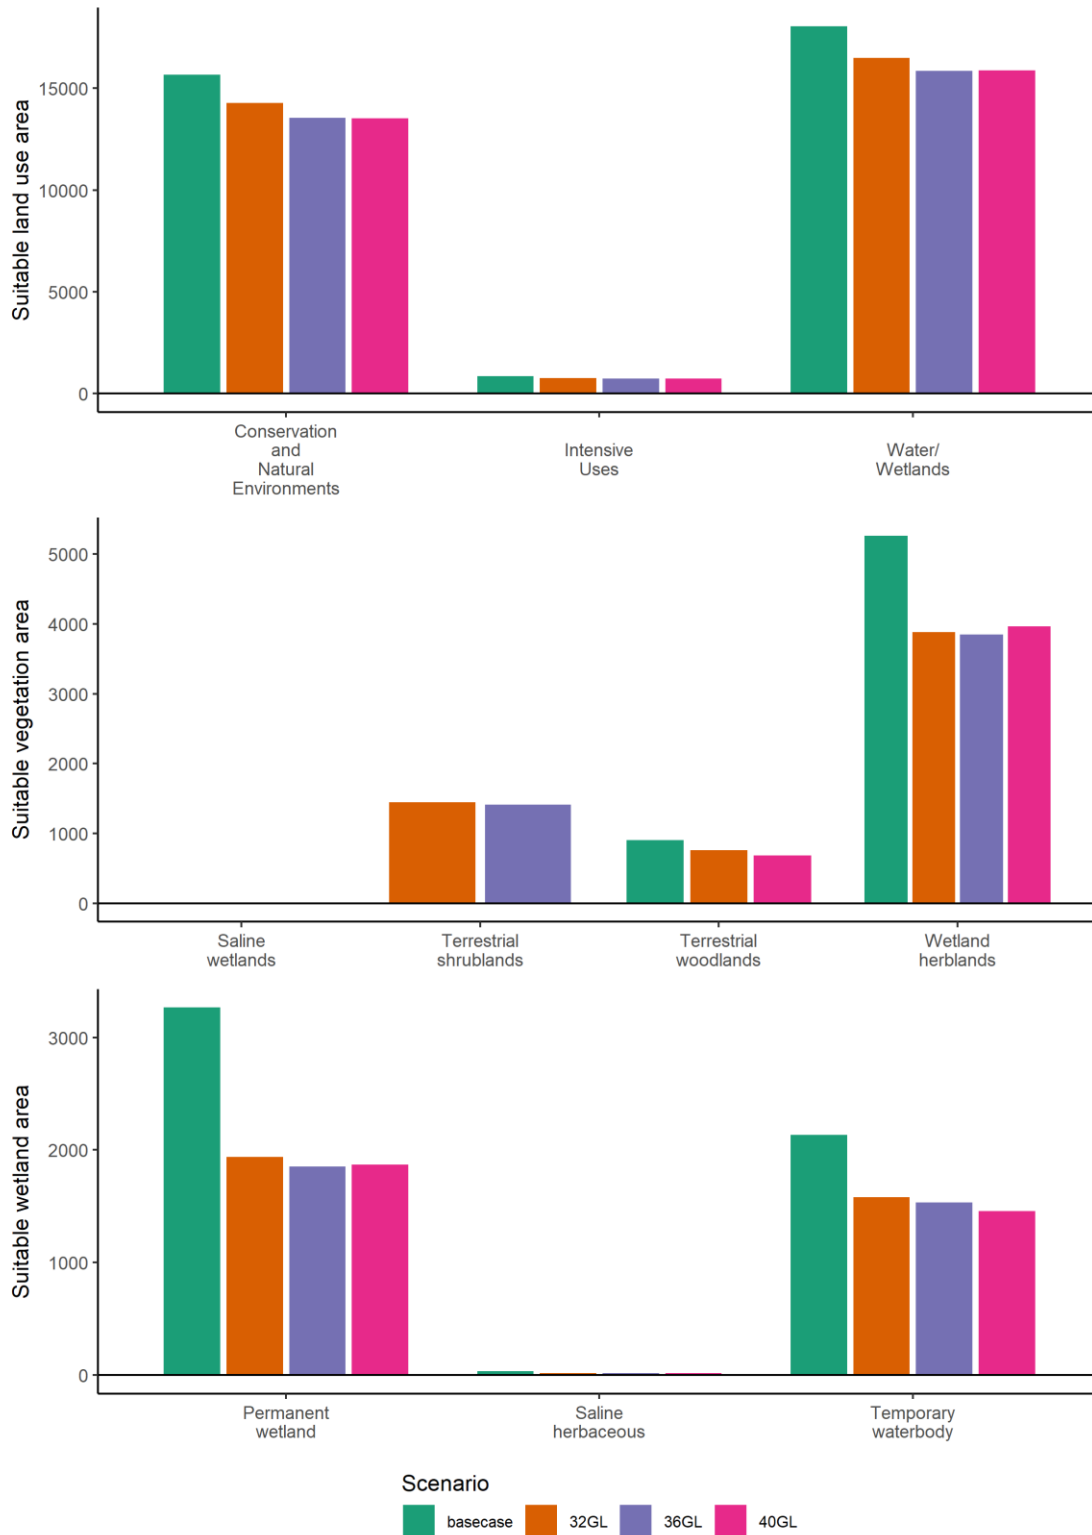 Suitable land use area
15000
10000
5000
0
Conservation
and
Natural
Environments
Intensive
Uses
Water/
Wetlands
Suitable vegetation area
5000
4000
3000
2000
1000
0
Saline
wetlands
Terrestrial
shrublands
Terrestrial
woodlands
Wetland
herblands
Suitable wetland area
3000
2000
1000
0
Permanent
wetland
Saline
herbaceous
Temporary
waterbody
Scenario
basecase 32GL 36GL 40GL